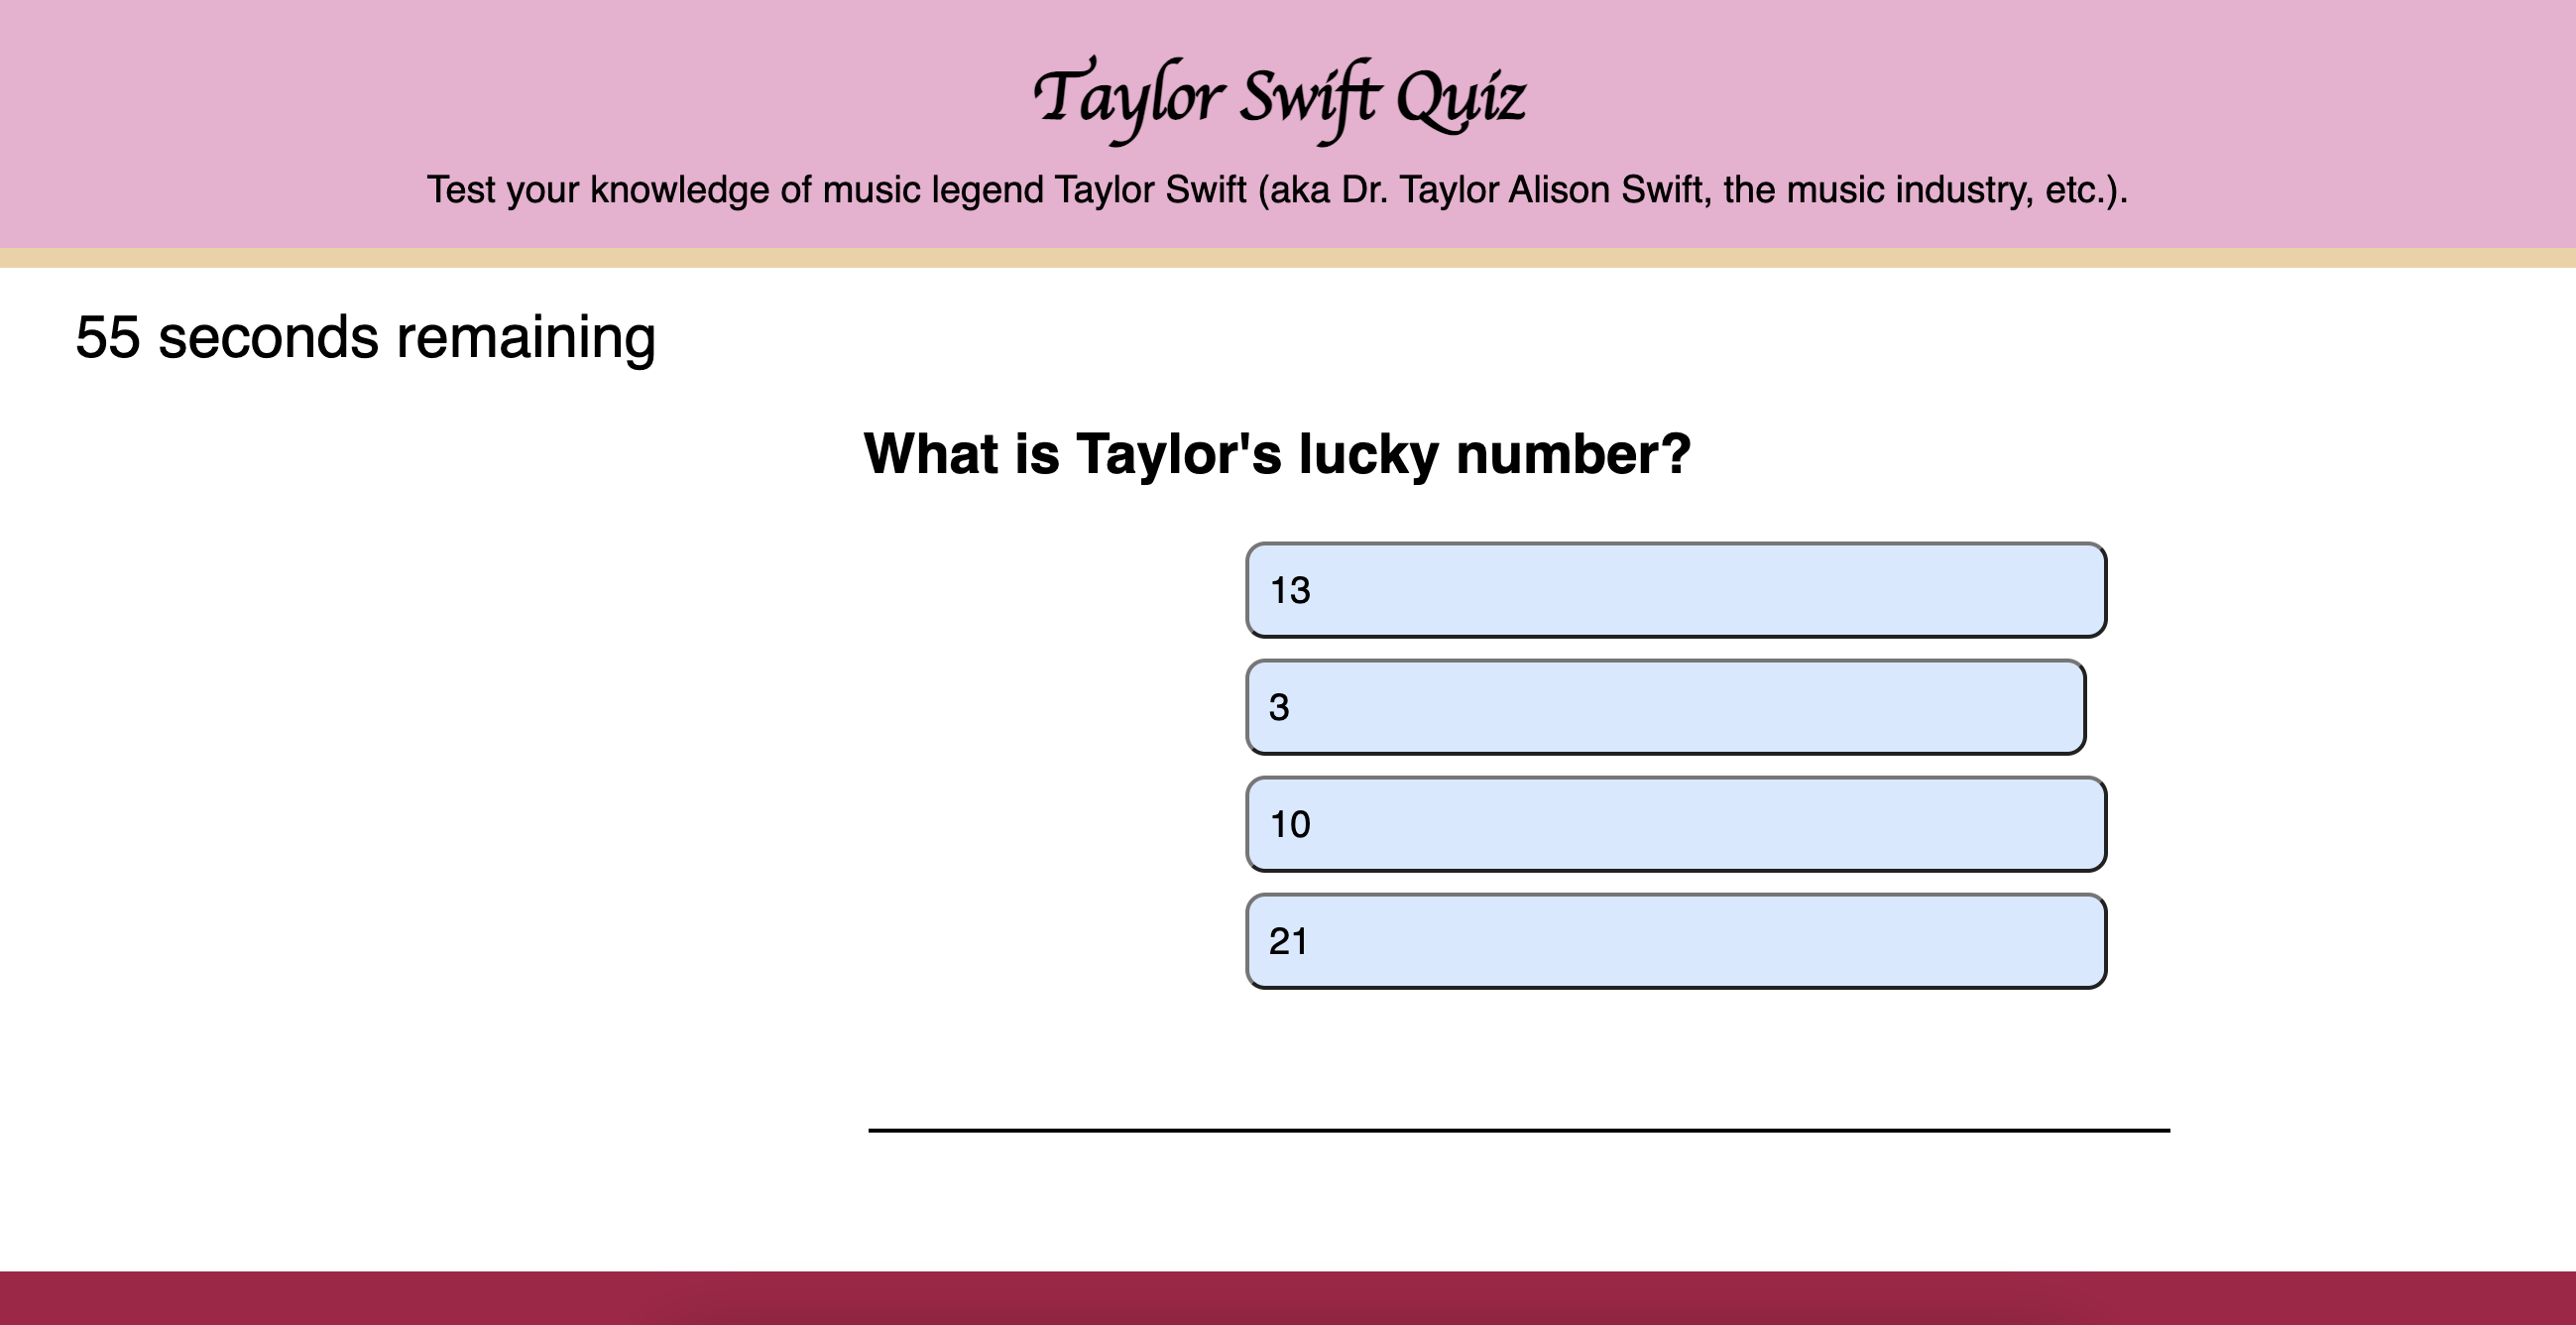 Taylor Swift Quiz
Test your knowledge of music legend Taylor Swift (aka Dr. Taylor Alison Swift, the music industry, etc.).
55 seconds remaining
What is Taylor's lucky number?
13
3
10
21